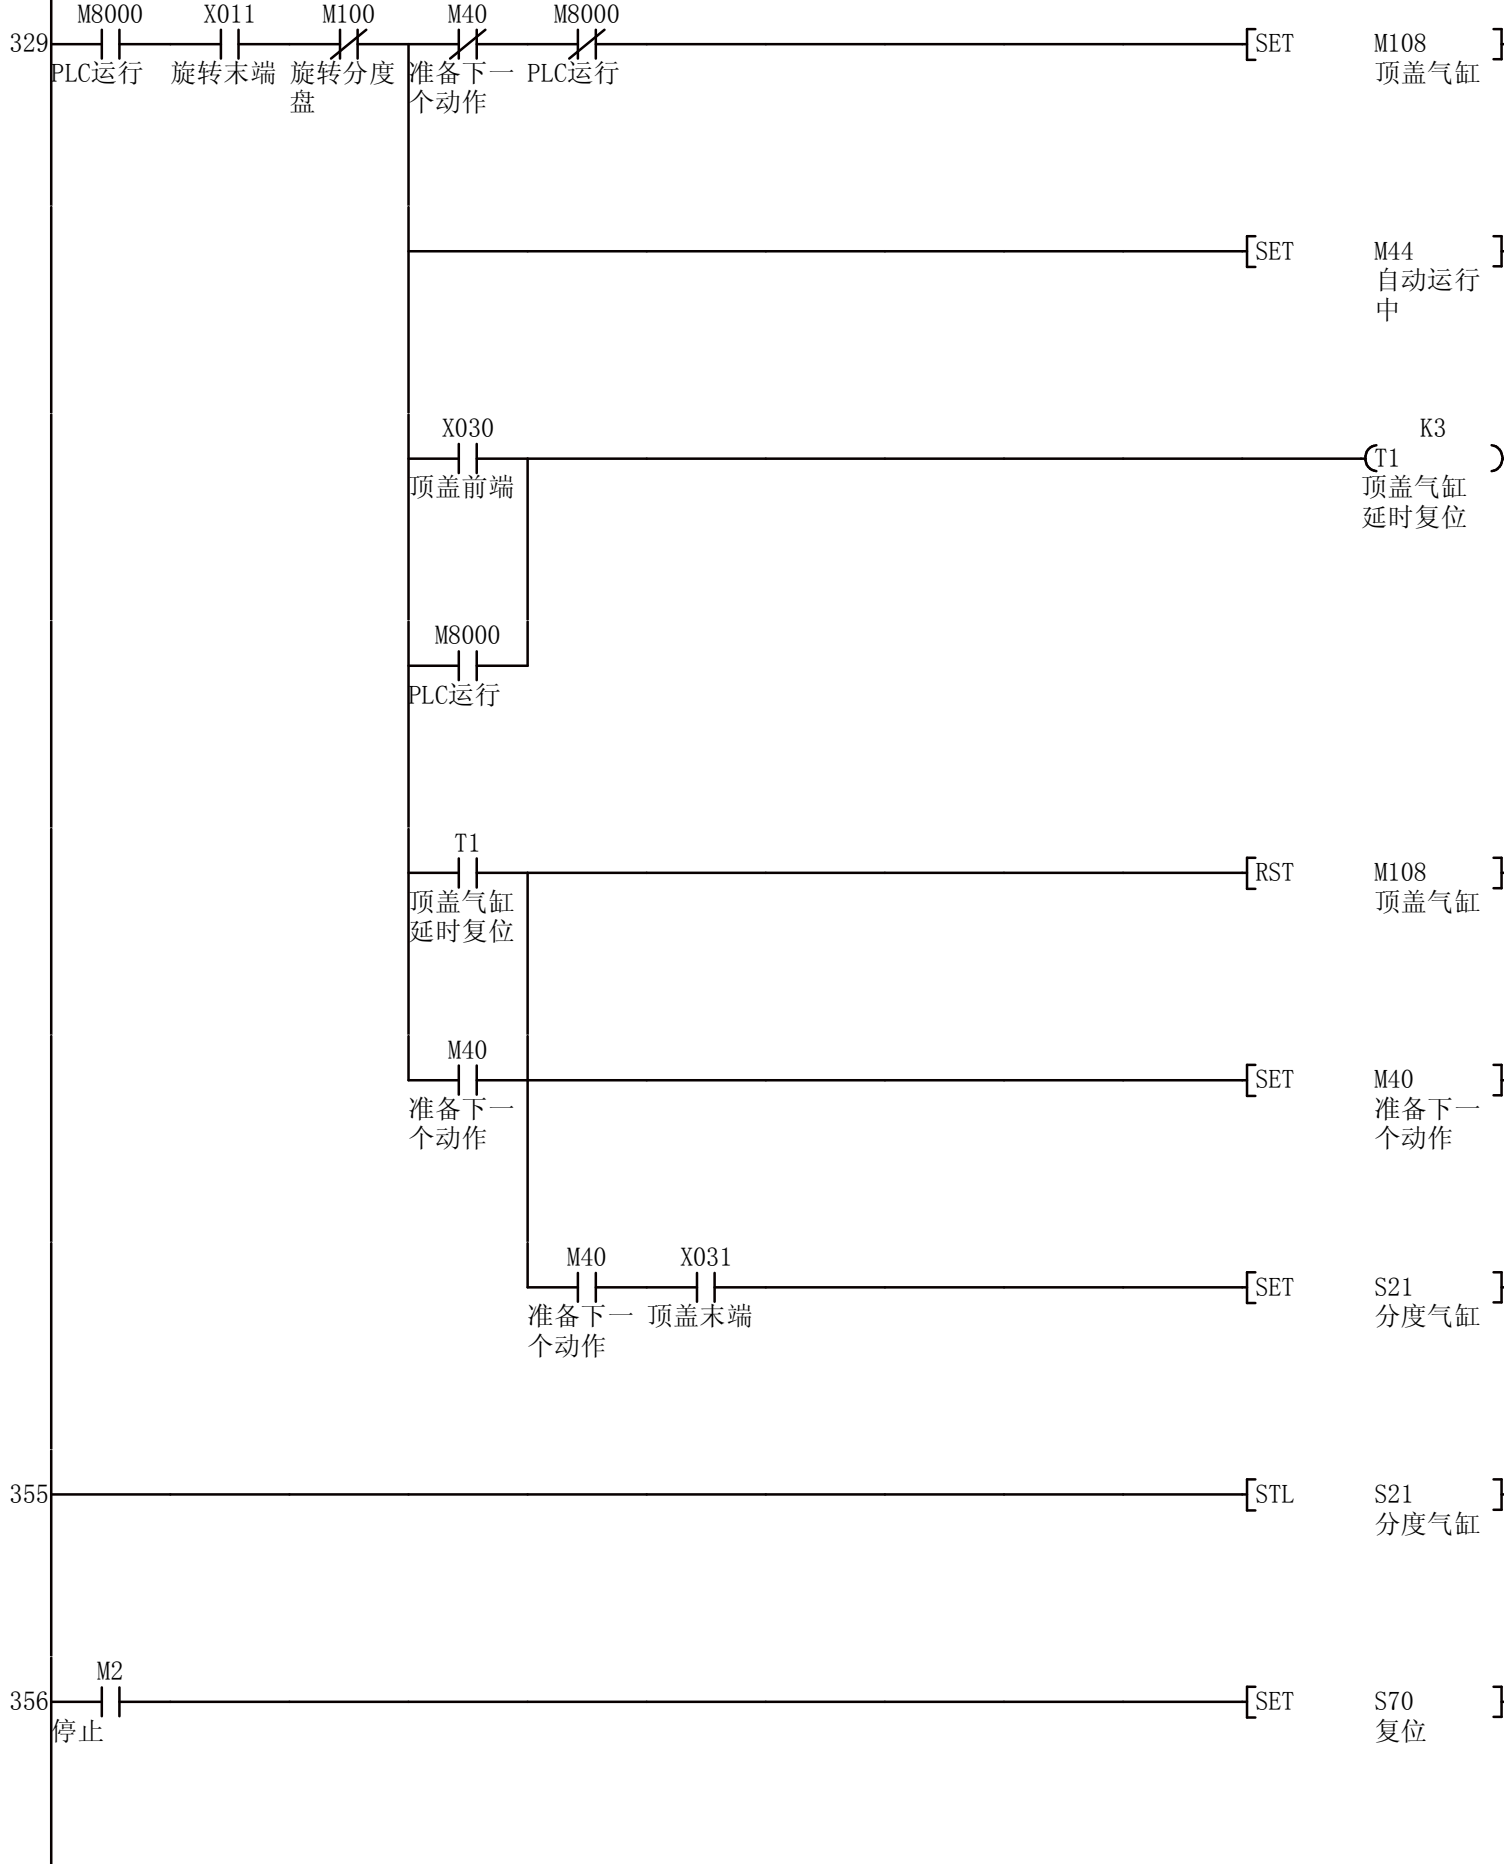 M8000 X011 M100 M40 M8000
329 [SET M108 ]
PLC运行 旋转末端 旋转分度 准备下一 PLC运行 顶盖气缸
盘 个动作
[SET M44 ]
自动运行
中
X030 K3
(T1 )
顶盖前端 顶盖气缸
延时复位
M8000
PLC运行
T1
[RST M108 ]
顶盖气缸 顶盖气缸
延时复位
M40
[SET M40 ]
准备下一 准备下一
个动作 个动作
M40 X031
[SET S21 ]
准备下一 顶盖末端 分度气缸
个动作
355 [STL S21 ]
分度气缸
M2
356 [SET S70 ]
停止 复位